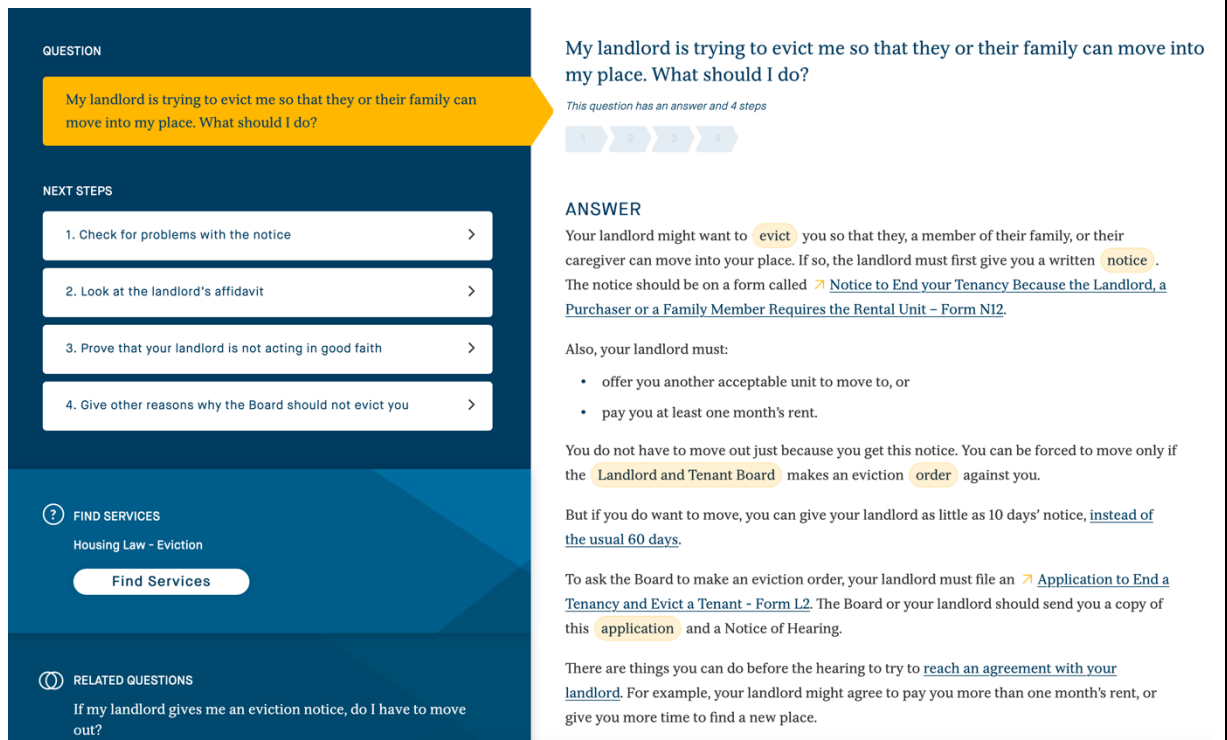 QUESTION
My landlord is trying to evict me so that they or their family can
move into my place. What should I do?
NEXT STEPS
1. Check for problems with the notice
2. Look at the landlord's affidavit
3. Prove that your landlord is not acting in good faith
4. Give other reasons why the Board should not evict you
? FIND SERVICES
Housing Law - Eviction
Find Services
RELATED QUESTIONS
If my landlord gives me an eviction notice, do I have to move
out?
My landlord is trying to evict me so that they or their family can move into
my place. What should I do?
This question has an answer and 4 steps
1 2 3 4
ANSWER
Your landlord might want to evict you so that they, a member of their family, or their
caregiver can move into your place. If so, the landlord must first give you a written notice.
The notice should be on a form called Notice to End your Tenancy Because the Landlord, a
Purchaser or a Family Member Requires the Rental Unit – Form N12.
Also, your landlord must:
• offer you another acceptable unit to move to, or
• pay you at least one month's rent.
You do not have to move out just because you get this notice. You can be forced to move only if
the Landlord and Tenant Board makes an eviction order against you.
But if you do want to move, you can give your landlord as little as 10 days' notice, instead of
the usual 60 days.
To ask the Board to make an eviction order, your landlord must file an Application to End a
Tenancy and Evict a Tenant - Form L2. The Board or your landlord should send you a copy of
this application and a Notice of Hearing.
There are things you can do before the hearing to try to reach an agreement with your
landlord. For example, your landlord might agree to pay you more than one month's rent, or
give you more time to find a new place.